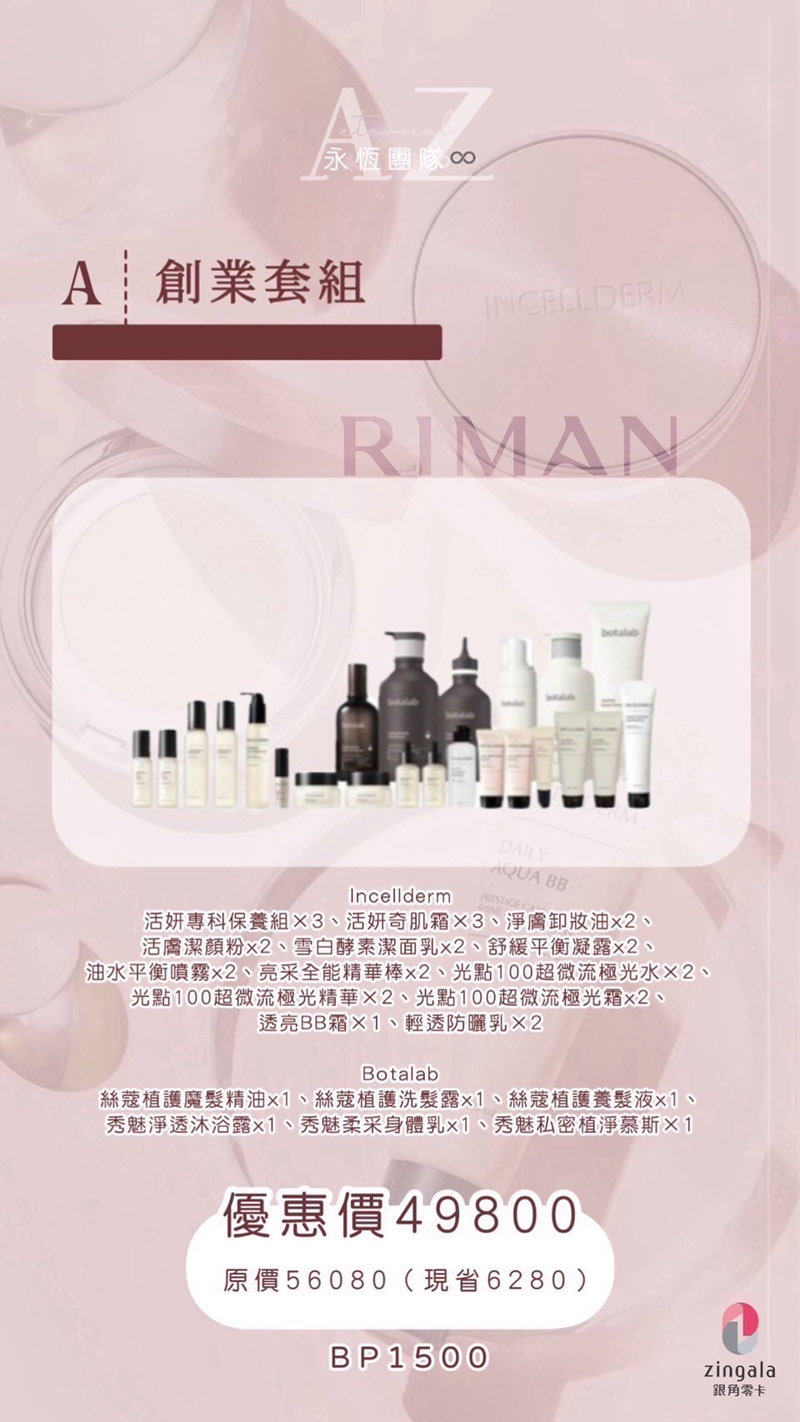 AZ
eternal
永恆團隊∞
A 創業套組
INCELLDERM
RIMAN
botalab
botalab
botalab
botalab
botalab
DAILY
AQUA BB
Incellderm
活妍專科保養組×3、活妍奇肌霜×3、淨膚卸妝油x2、
活膚潔顏粉x2、雪白酵素潔面乳x2、舒緩平衡凝露x2、
油水平衡噴霧x2、亮采全能精華棒x2、光點100超微流極光水×2、
光點100超微流極光精華×2、光點100超微流極光霜x2、
透亮BB霜×1、輕透防曬乳×2
Botalab
絲蔻植護魔髮精油x1、絲蔻植護洗髮露x1、絲蔻植護養髮液x1、
秀魅淨透沐浴露x1、秀魅柔采身體乳x1、秀魅私密植淨慕斯×1
優惠價49800
原價56080（現省6280）
BP1500
zingala
銀角零卡